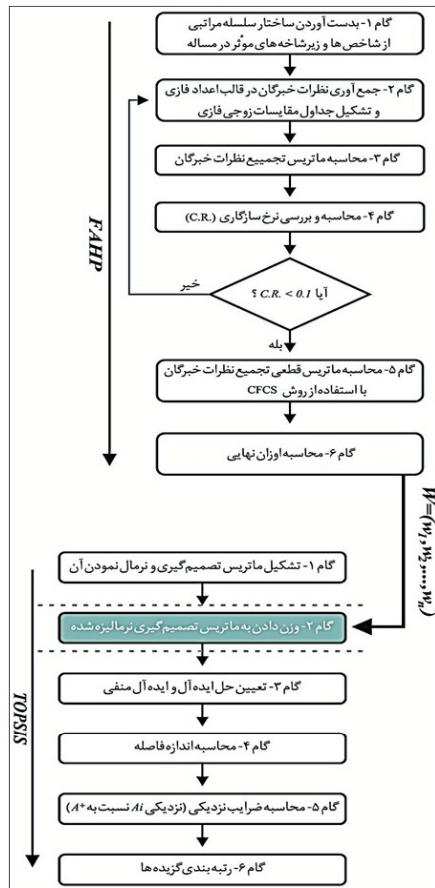 گام ۱- بدست آوردن ساختار سلسله مراتبی
از شاخص ها و زیرشاخه های مؤثر در مساله
گام ۲- جمع آوری نظرات خبرگان در قالب اعداد فازی
و تشکیل جداول مقایسات زوجی فازی
گام ۳- محاسبه ماتریس تجمییع نظرات خبرگان
گام ۴- محاسبه و بررسی نرخ سازگاری (C.R.)
آیا C.R. < 0.1 ؟
خیر
بله
گام ۵- محاسبه ماتریس قطعی تجمیع نظرات خبرگان
با استفاده از روش CFCS
گام ۶- محاسبه اوزان نهایی
FAHP
W=(w1,w2,...,wn)
گام ۱- تشکیل ماتریس تصمیم گیری و نرمال نمودن آن
گام ۲- وزن دادن به ماتریس تصمیم گیری نرمالیزه شده
گام ۳- تعیین حل ایده آل و ایده آل منفی
گام ۴- محاسبه اندازه فاصله
گام ۵- محاسبه ضرایب نزدیکی (نزدیکی Ai نسبت به A+)
گام ۶- رتبه بندی گزیده ها
TOPSIS